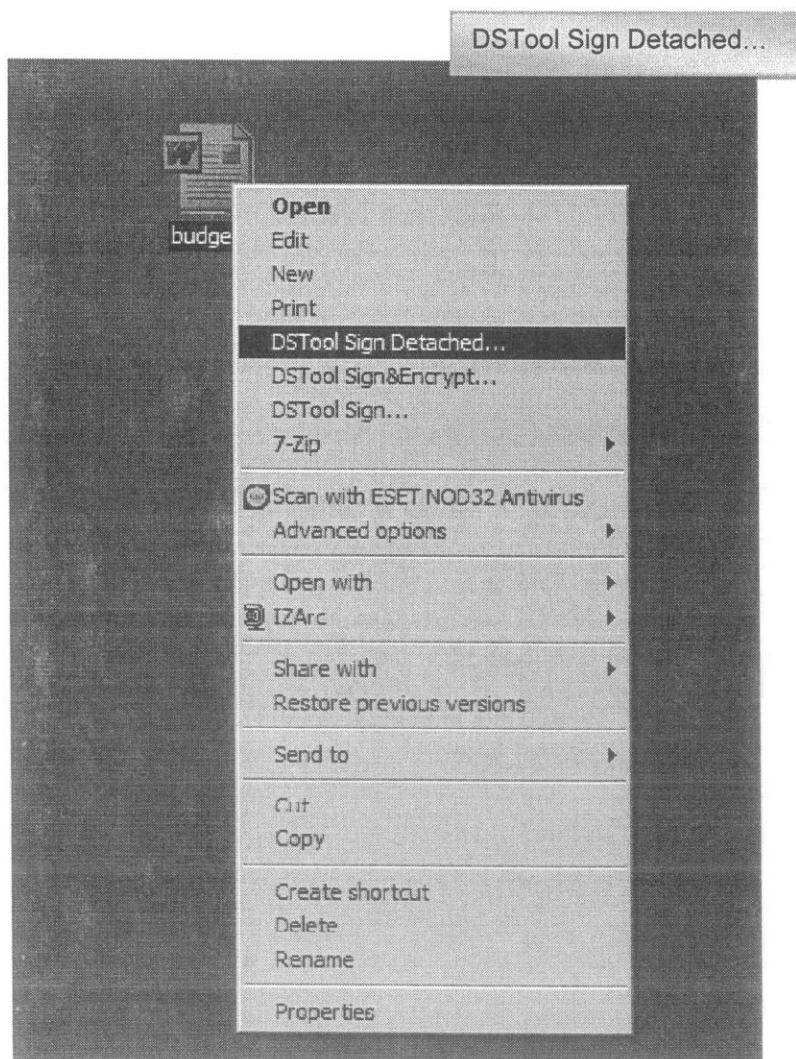 DSTool Sign Detached...
budge
Open
Edit
New
Print
DSTool Sign Detached...
DSTool Sign&Encrypt...
DSTool Sign...
7-Zip
Scan with ESET NOD32 Antivirus
Advanced options
Open with
IZArc
Share with
Restore previous versions
Send to
Cut
Copy
Create shortcut
Delete
Rename
Properties